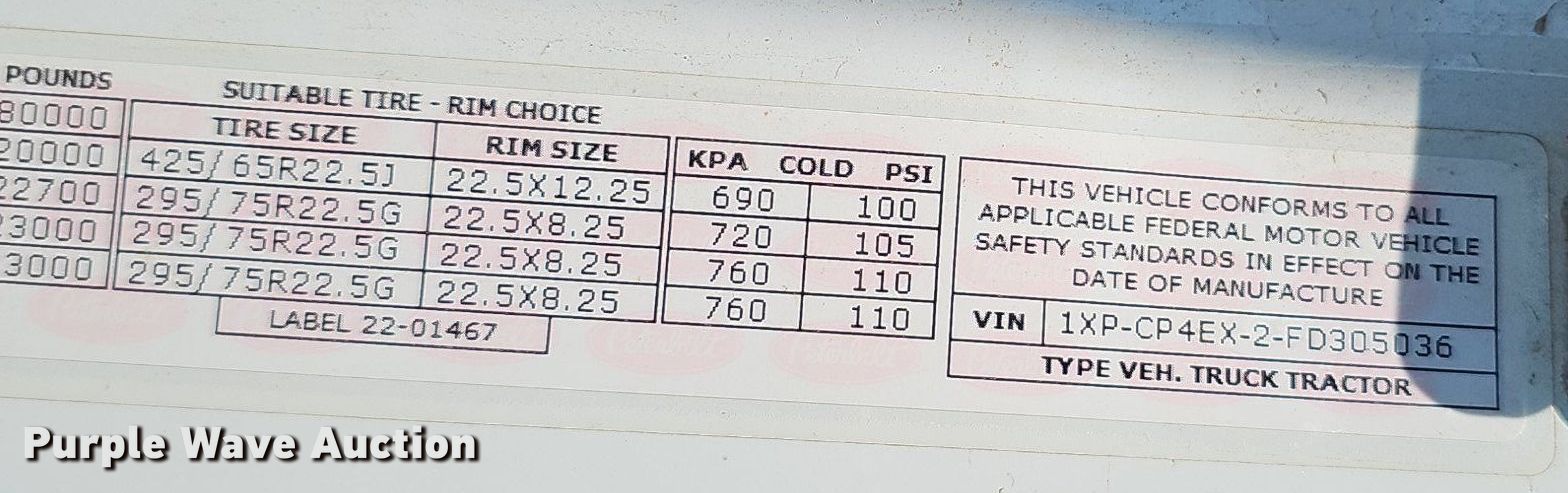 POUNDS
SUITABLE TIRE - RIM CHOICE
80000 TIRE SIZE RIM SIZE KPA COLD PSI
20000 425/65R22.5J 22.5X12.25 690 100
22700 295/75R22.5G 22.5X8.25 720 105
23000 295/75R22.5G 22.5X8.25 760 110
3000 295/75R22.5G 22.5X8.25 760 110
LABEL 22-01467
THIS VEHICLE CONFORMS TO ALL
APPLICABLE FEDERAL MOTOR VEHICLE
SAFETY STANDARDS IN EFFECT ON THE
DATE OF MANUFACTURE
VIN 1XP-CP4EX-2-FD305036
TYPE VEH. TRUCK TRACTOR
Purple Wave Auction